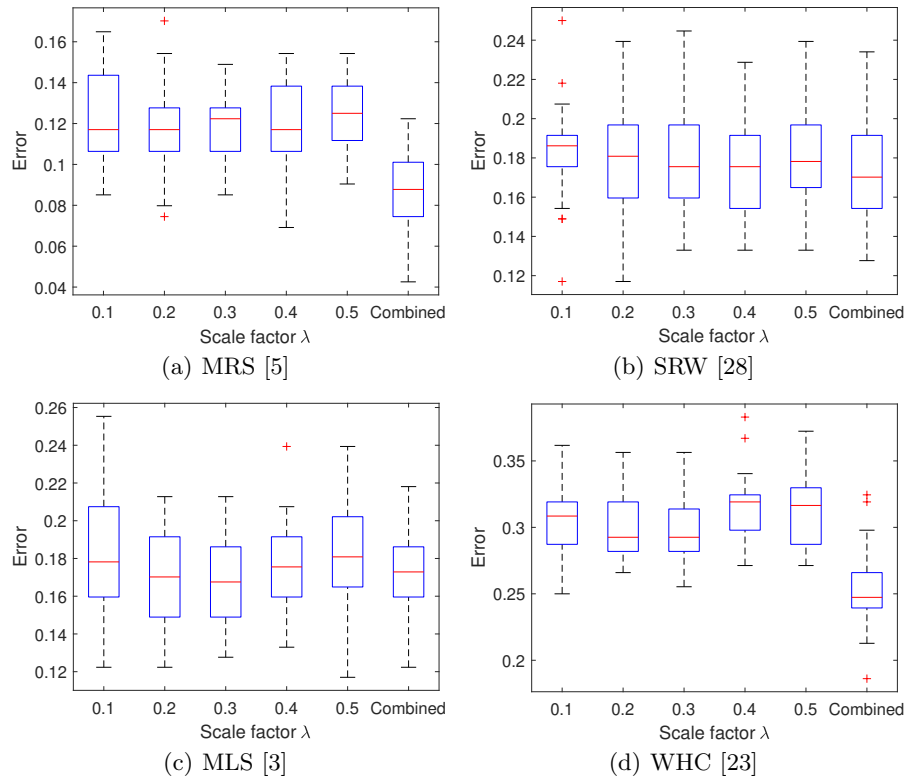 0.16
0.14
0.12
0.1
0.08
0.06
0.04
Error
0.1 0.2 0.3 0.4 0.5 Combined
Scale factor λ
(a) MRS [5]
0.24
0.22
0.2
0.18
0.16
0.14
0.12
Error
0.1 0.2 0.3 0.4 0.5 Combined
Scale factor λ
(b) SRW [28]
0.26
0.24
0.22
0.2
0.18
0.16
0.14
0.12
Error
0.1 0.2 0.3 0.4 0.5 Combined
Scale factor λ
(c) MLS [3]
0.35
0.3
0.25
0.2
Error
0.1 0.2 0.3 0.4 0.5 Combined
Scale factor λ
(d) WHC [23]